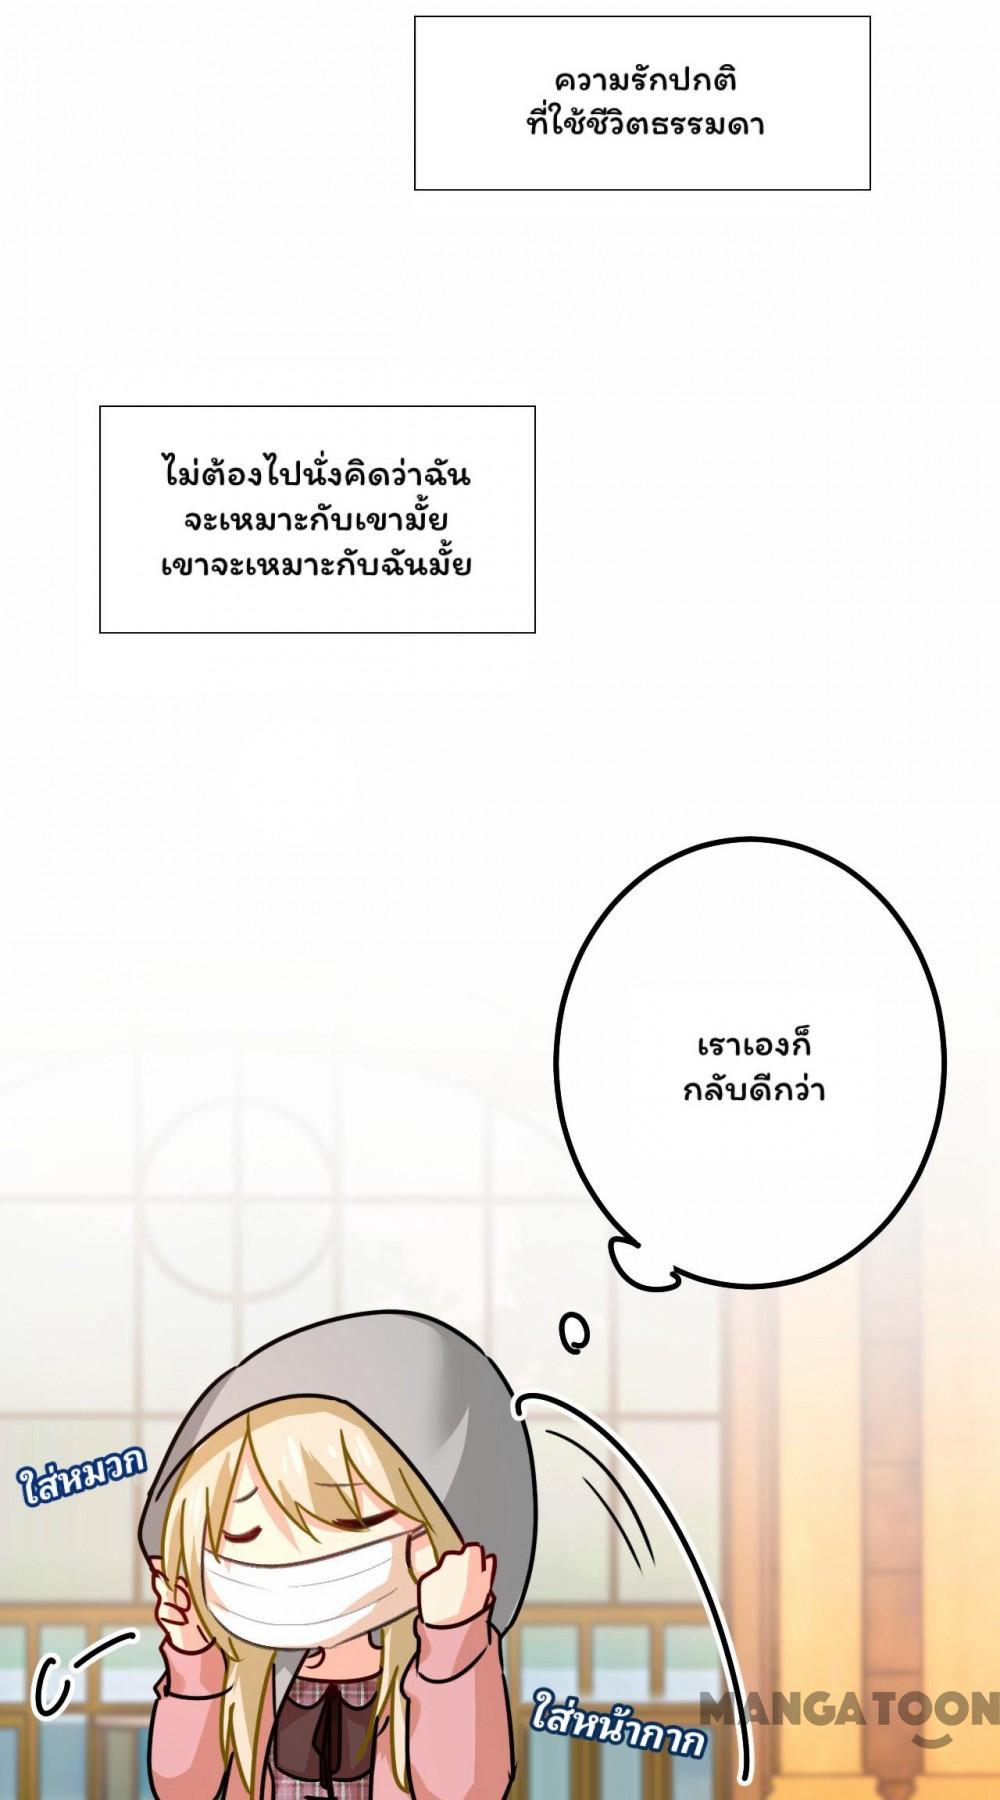 ความรักปกติ
ที่ใช้ชีวิตธรรมดา
ไม่ต้องไปนั่งคิดว่าฉัน
จะเหมาะกับเขามั้ย
เขาจะเหมาะกับฉันมั้ย
เราเองก็
กลับดีกว่า
ใส่หมวก
ใส่หน้ากาก
MANGATOON